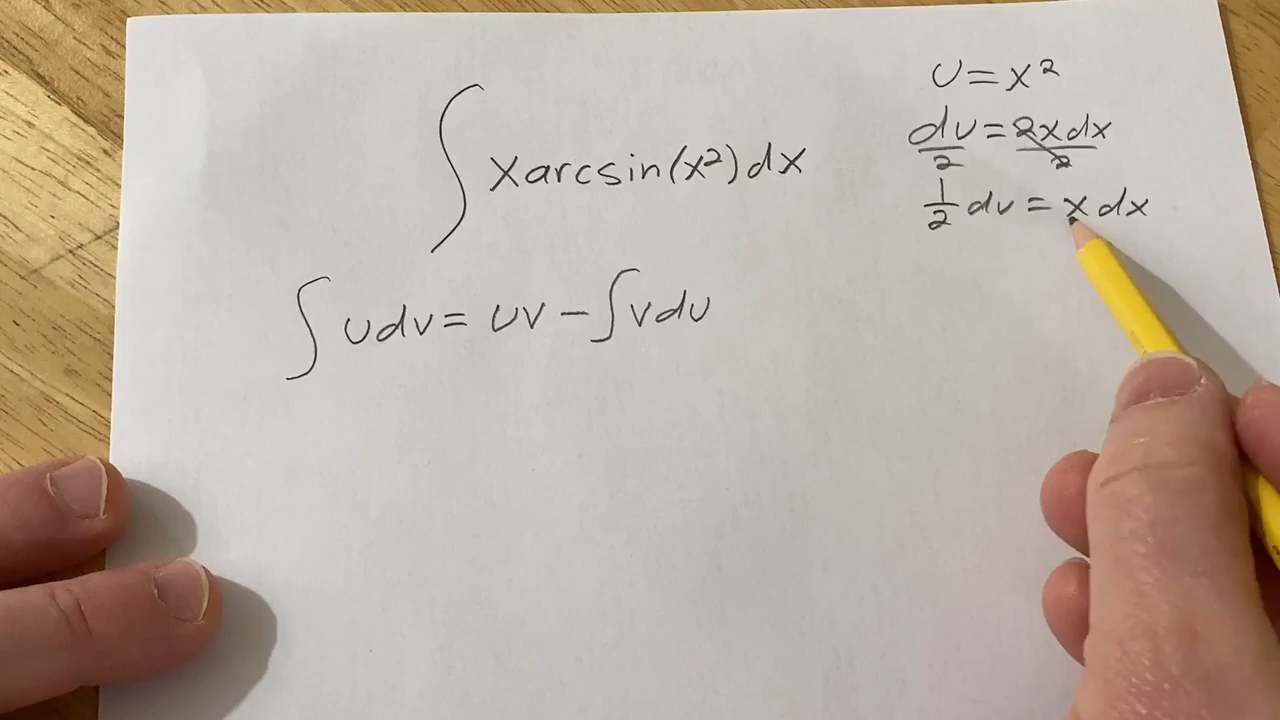 ∫ x arcsin(x²) dx
u = x²
du/2 = 2x dx/2
1/2 du = x dx
∫ u dv = uv - ∫ v du